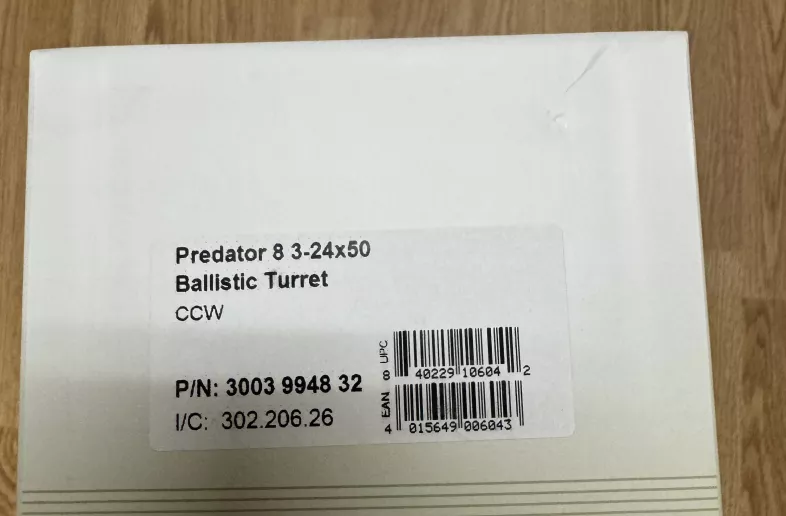 Predator 8 3-24x50
Ballistic Turret
CCW
P/N: 3003 9948 32
I/C: 302.206.26
UPC
8 40229 10604 2
EAN
4 015649 006043